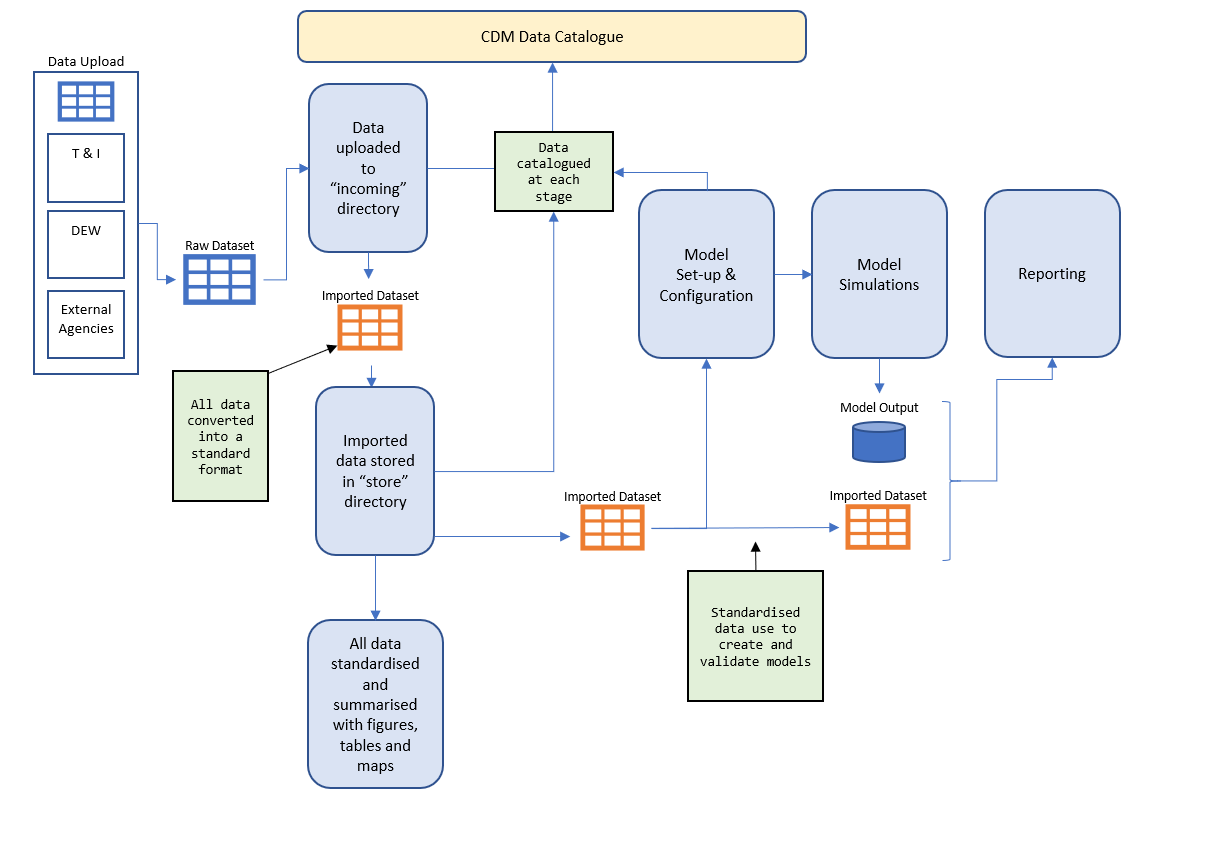 CDM Data Catalogue
Data Upload
T & I
DEW
External
Agencies
Raw Dataset
Data
uploaded
to
“incoming”
directory
Data
catalogued
at each
stage
Imported Dataset
All data
converted
into a
standard
format
Imported
data stored
in “store”
directory
All data
standardised
and
summarised
with figures,
tables and
maps
Model
Set-up &
Configuration
Model
Simulations
Reporting
Model Output
Imported Dataset
Imported Dataset
Standardised
data use to
create and
validate models